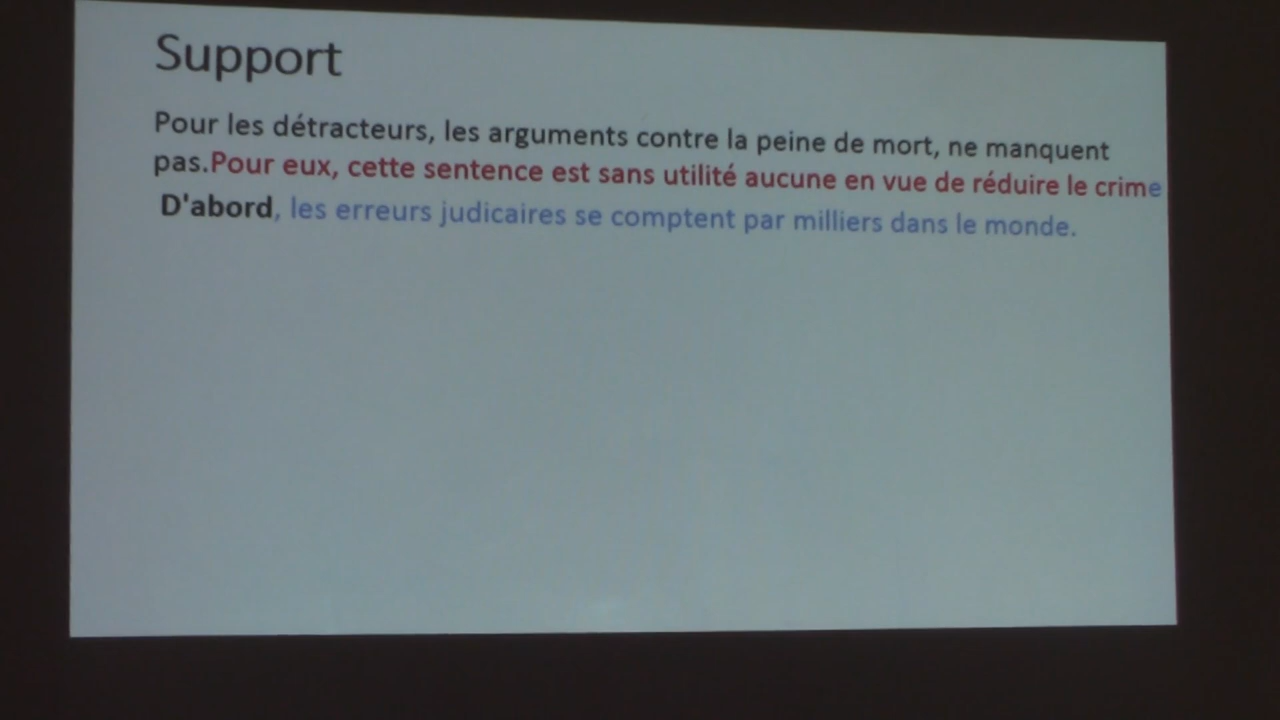 Support
Pour les détracteurs, les arguments contre la peine de mort, ne manquent
pas.Pour eux, cette sentence est sans utilité aucune en vue de réduire le crime
D'abord, les erreurs judicaires se comptent par milliers dans le monde.